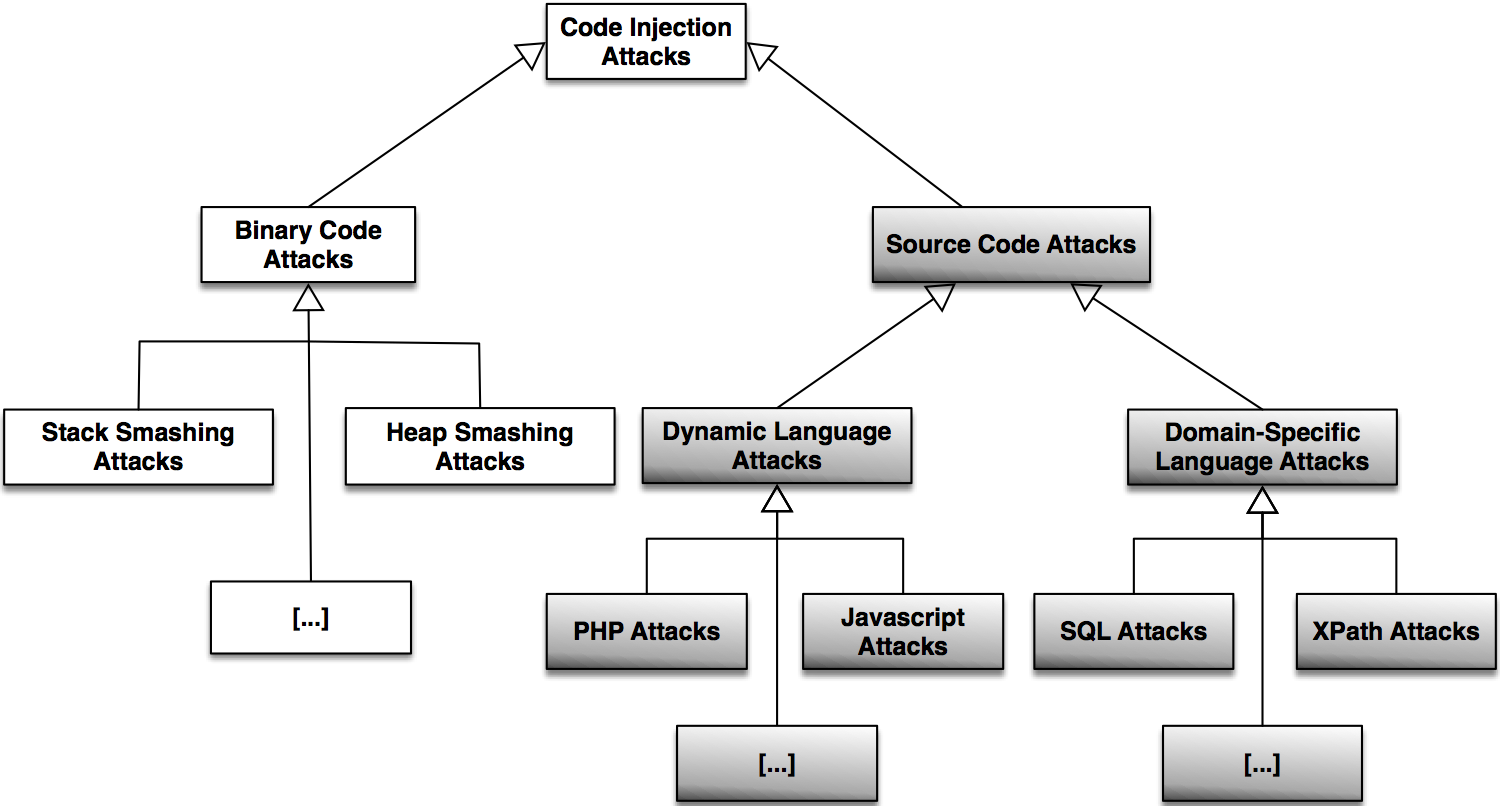 Code Injection
Attacks
Binary Code
Attacks
Source Code Attacks
Stack Smashing
Attacks
Heap Smashing
Attacks
Dynamic Language
Attacks
Domain-Specific
Language Attacks
[...]
PHP Attacks
Javascript
Attacks
SQL Attacks
XPath Attacks
[...]
[...]